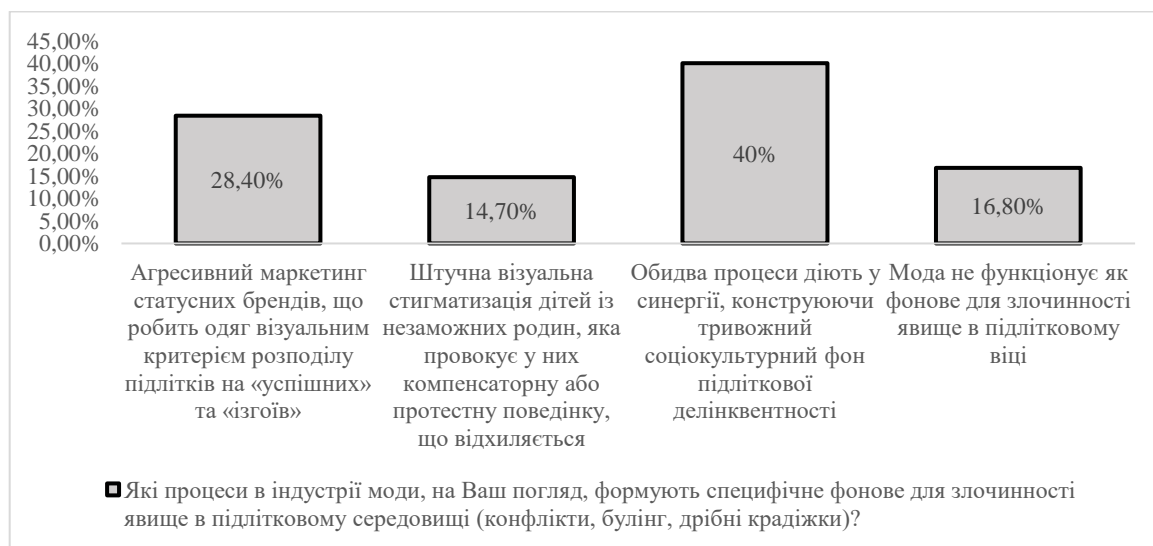 45,00%
40,00%
35,00%
30,00%
25,00%
20,00%
15,00%
10,00%
5,00%
0,00%
28,40%
14,70%
40%
16,80%
Агресивний маркетинг
статусних брендів, що
робить одяг візуальним
критерієм розподілу
підлітків на «успішних»
та «ізгоїв»
Штучна візуальна
стигматизація дітей із
незаможних родин, яка
провокує у них
компенсаторну або
протестну поведінку,
що відхиляється
Обидва процеси діють у
синергії, конструюючи
тривожний
соціокультурний фон
підліткової
делінквентності
Мода не функціонує як
фонове для злочинності
явище в підлітковому
віці
Які процеси в індустрії моди, на Ваш погляд, формують специфічне фонове для злочинності
явище в підлітковому середовищі (конфлікти, булінг, дрібні крадіжки)?